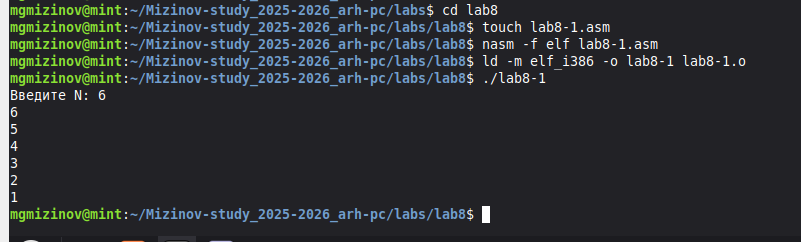 mgmizinov@mint:~/Mizinov-study_2025-2026_arh-pc/labs$ cd lab8
mgmizinov@mint:~/Mizinov-study_2025-2026_arh-pc/labs/lab8$ touch lab8-1.asm
mgmizinov@mint:~/Mizinov-study_2025-2026_arh-pc/labs/lab8$ nasm -f elf lab8-1.asm
mgmizinov@mint:~/Mizinov-study_2025-2026_arh-pc/labs/lab8$ ld -m elf_i386 -o lab8-1 lab8-1.o
mgmizinov@mint:~/Mizinov-study_2025-2026_arh-pc/labs/lab8$ ./lab8-1
Введите N: 6
6
5
4
3
2
1
mgmizinov@mint:~/Mizinov-study_2025-2026_arh-pc/labs/lab8$